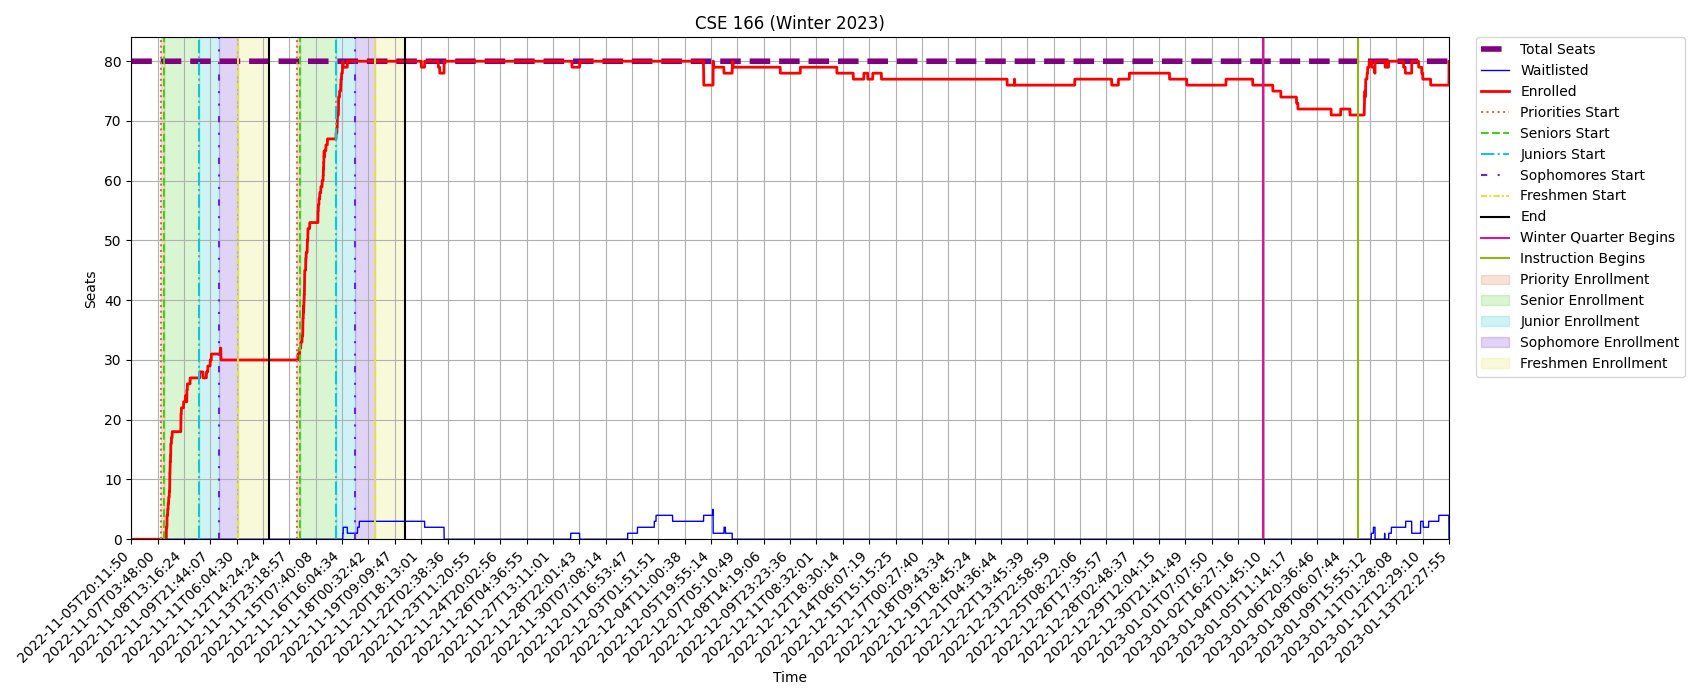 CSE 166 (Winter 2023)
80
70
60
50
40
30
20
10
0
Seats
2022-11-05T20:11:50
2022-11-07T03:48:00
2022-11-08T13:16:24
2022-11-09T21:44:07
2022-11-11T06:04:30
2022-11-12T14:24:24
2022-11-13T23:18:57
2022-11-15T07:40:08
2022-11-16T16:04:34
2022-11-18T00:32:42
2022-11-19T09:09:47
2022-11-20T18:13:01
2022-11-22T02:38:36
2022-11-23T11:20:55
2022-11-24T20:02:56
2022-11-26T04:36:55
2022-11-27T13:11:01
2022-11-28T22:01:43
2022-11-30T07:08:14
2022-12-01T16:53:47
2022-12-03T01:51:51
2022-12-04T11:00:38
2022-12-05T19:55:14
2022-12-07T05:10:49
2022-12-08T14:19:06
2022-12-09T23:23:36
2022-12-11T08:32:01
2022-12-12T18:30:14
2022-12-14T06:07:19
2022-12-15T15:15:25
2022-12-17T00:27:40
2022-12-18T09:43:34
2022-12-19T18:45:24
2022-12-21T04:36:44
2022-12-22T13:45:39
2022-12-23T22:58:59
2022-12-25T08:22:06
2022-12-26T17:35:57
2022-12-28T02:48:37
2022-12-29T12:04:15
2022-12-30T21:41:49
2023-01-01T07:07:50
2023-01-02T16:27:16
2023-01-04T01:45:10
2023-01-05T11:14:17
2023-01-06T20:36:46
2023-01-08T06:07:44
2023-01-09T15:55:12
2023-01-11T01:28:08
2023-01-12T12:29:10
2023-01-13T22:27:55
Time
Total Seats
Waitlisted
Enrolled
Priorities Start
Seniors Start
Juniors Start
Sophomores Start
Freshmen Start
End
Winter Quarter Begins
Instruction Begins
Priority Enrollment
Senior Enrollment
Junior Enrollment
Sophomore Enrollment
Freshmen Enrollment